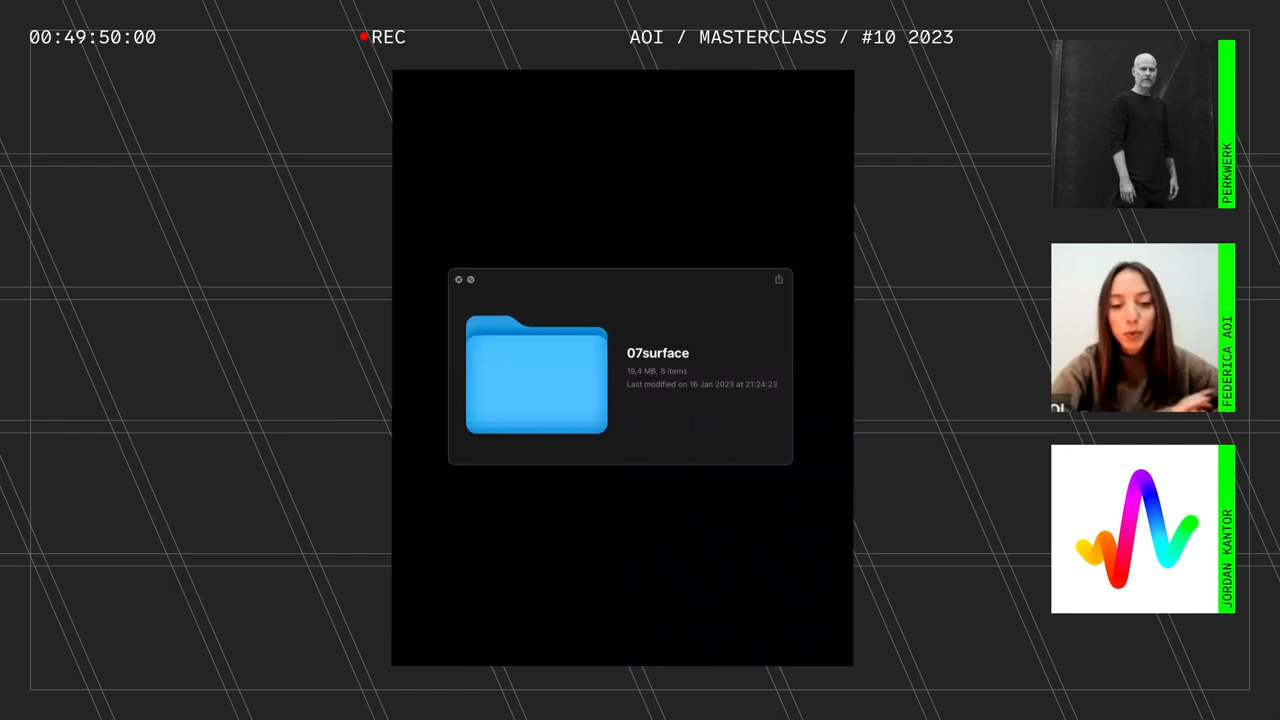 00:49:50:00
REC
AOI / MASTERCLASS / #10 2023
PERKWERK
07surface
19,4 MB, 8 items
Last modified on 16 Jan 2023 at 21:24:23
FEDERICA AOI
JORDAN KANTOR